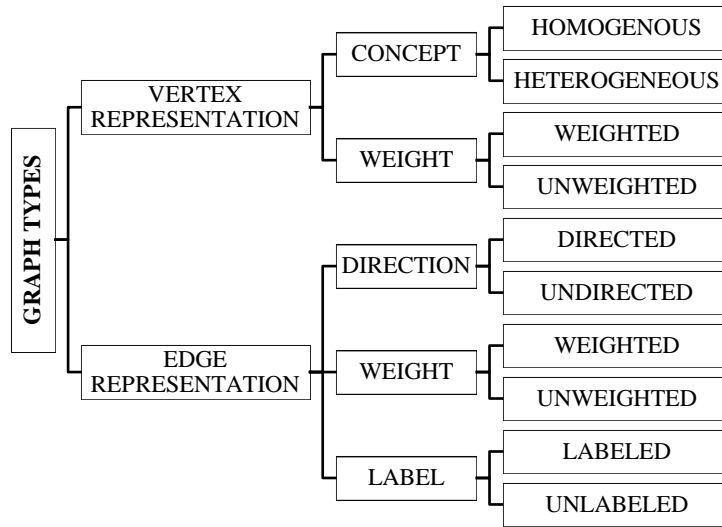 GRAPH TYPES
VERTEX
REPRESENTATION
CONCEPT
HOMOGENOUS
HETEROGENEOUS
WEIGHT
WEIGHTED
UNWEIGHTED
EDGE
REPRESENTATION
DIRECTION
DIRECTED
UNDIRECTED
WEIGHT
WEIGHTED
UNWEIGHTED
LABEL
LABELED
UNLABELED